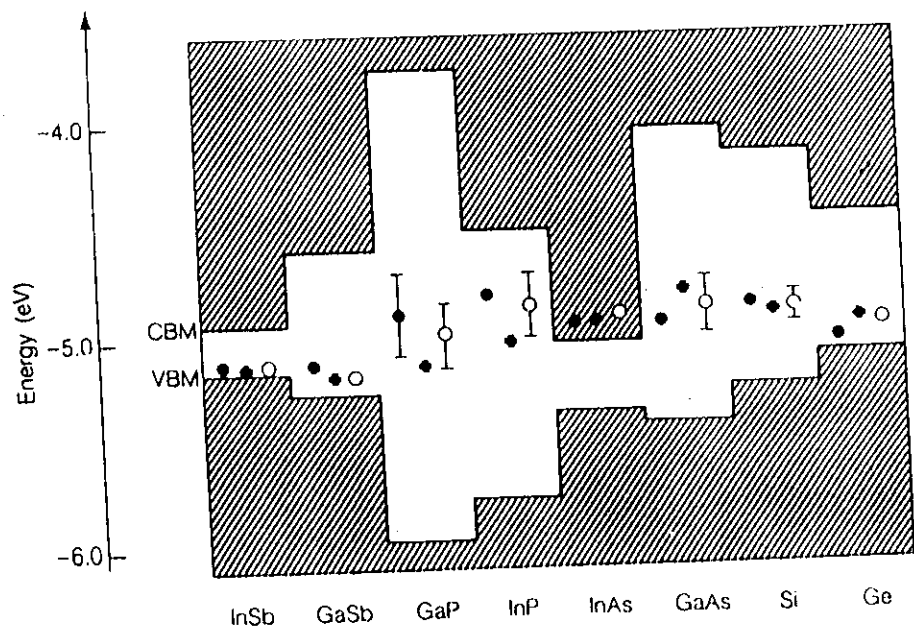 Energy (eV)
-4.0
-5.0
-6.0
CBM
VBM
InSb GaSb GaP InP InAs GaAs Si Ge